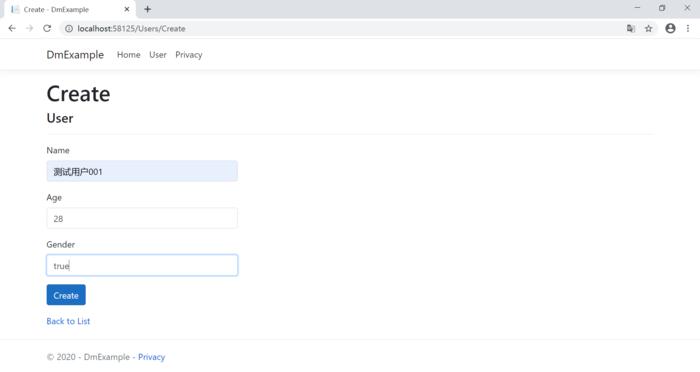 Create - DmExample
localhost:58125/Users/Create
DmExample Home User Privacy
Create
User
Name
测试用户001
Age
28
Gender
true
Create
Back to List
© 2020 - DmExample - Privacy